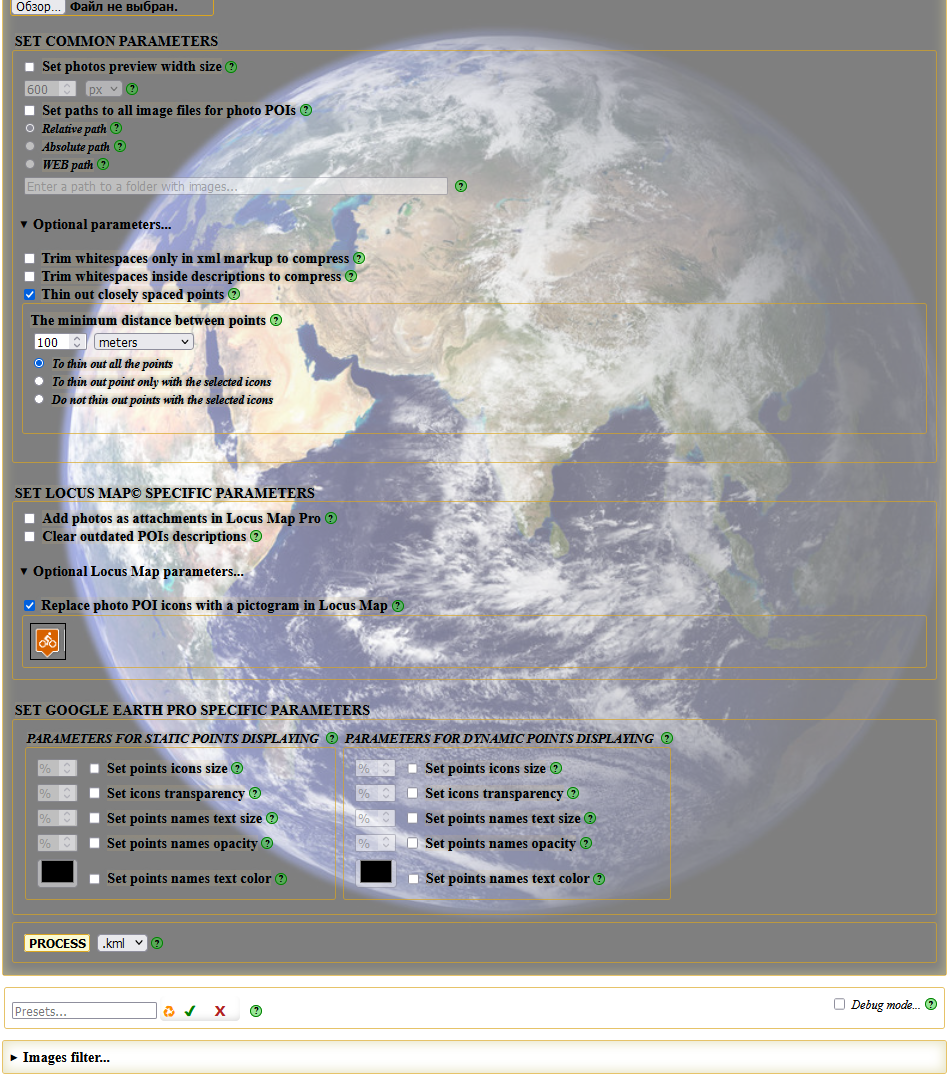 Обзор... Файл не выбран.
SET COMMON PARAMETERS
Set photos preview width size ?
600 px ?
Set paths to all image files for photo POIs ?
Relative path ?
Absolute path ?
WEB path ?
Enter a path to a folder with images... ?
▼ Optional parameters...
Trim whitespaces only in xml markup to compress ?
Trim whitespaces inside descriptions to compress ?
Thin out closely spaced points ?
The minimum distance between points ?
100 meters
To thin out all the points
To thin out point only with the selected icons
Do not thin out points with the selected icons
SET LOCUS MAP© SPECIFIC PARAMETERS
Add photos as attachments in Locus Map Pro ?
Clear outdated POIs descriptions ?
▼ Optional Locus Map parameters...
Replace photo POI icons with a pictogram in Locus Map ?
SET GOOGLE EARTH PRO SPECIFIC PARAMETERS
PARAMETERS FOR STATIC POINTS DISPLAYING ? PARAMETERS FOR DYNAMIC POINTS DISPLAYING ?
% Set points icons size ? % Set points icons size ?
% Set icons transparency ? % Set icons transparency ?
% Set points names text size ? % Set points names text size ?
% Set points names opacity ? % Set points names opacity ?
Set points names text color ? Set points names text color ?
PROCESS .kml ?
Presets... ✔ X ? Debug mode... ?
► Images filter...